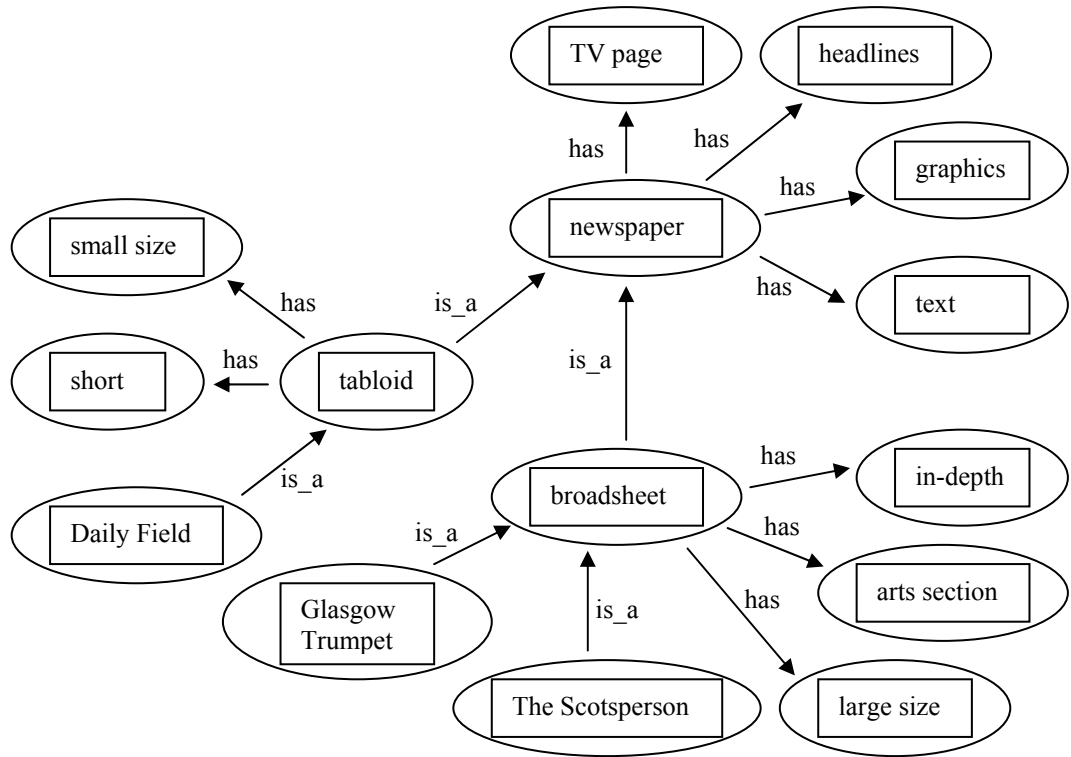 TV page
headlines
has
has
graphics
has
newspaper
small size
has
text
has
is_a
has
short
tabloid
is_a
is_a
has
in-depth
broadsheet
Daily Field
is_a
has
arts section
Glasgow
Trumpet
is_a
has
The Scotsperson
large size